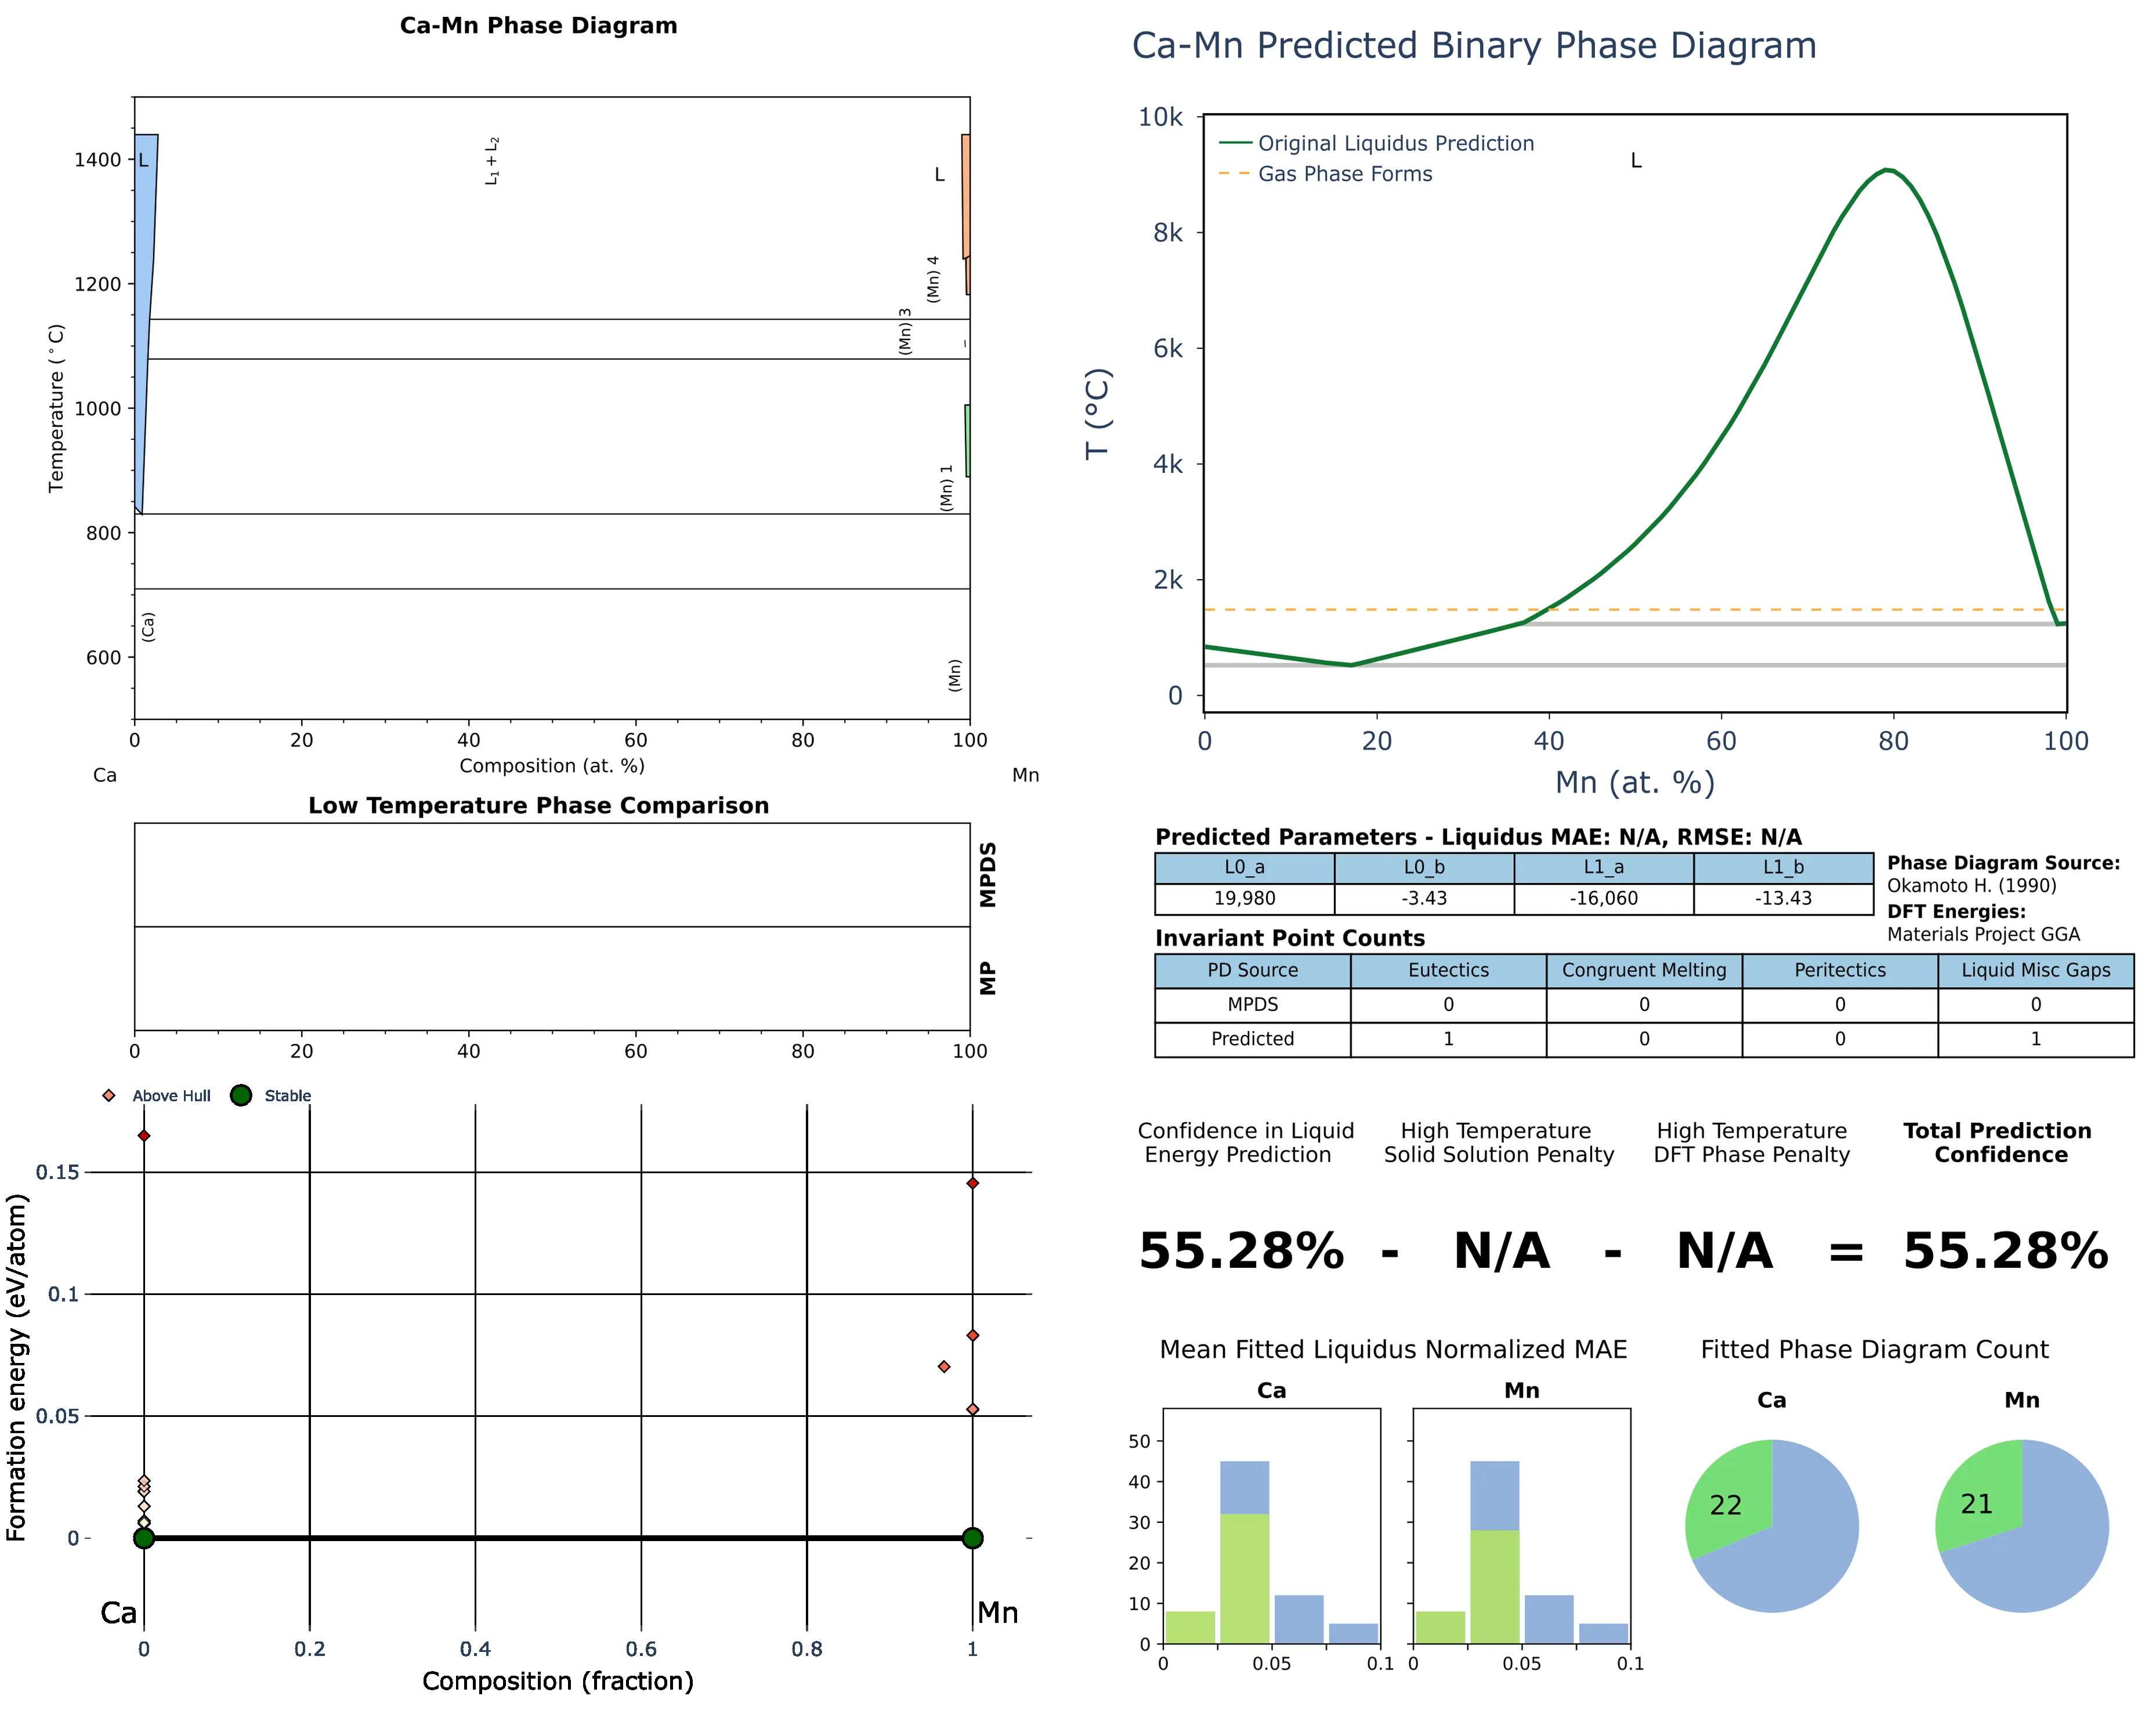 Ca-Mn Phase Diagram
1400
1200
1000
800
600
Temperature (°C)
L
L₁ + L₂
L
(Mn) 4
(Mn) 3
(Mn) 1
(Ca)
(Mn)
0 20 40 60 80 100
Composition (at. %)
Ca Mn
Low Temperature Phase Comparison
MPDS
MP
0 20 40 60 80 100
Above Hull Stable
0.15
0.1
0.05
0
Formation energy (eV/atom)
Ca Mn
0 0.2 0.4 0.6 0.8 1
Composition (fraction)
Ca-Mn Predicted Binary Phase Diagram
10k
8k
6k
4k
2k
0
T (°C)
Original Liquidus Prediction
Gas Phase Forms
L
0 20 40 60 80 100
Mn (at. %)
Predicted Parameters - Liquidus MAE: N/A, RMSE: N/A
L0_a L0_b L1_a L1_b
19,980 -3.43 -16,060 -13.43
Phase Diagram Source:
Okamoto H. (1990)
DFT Energies:
Materials Project GGA
Invariant Point Counts
PD Source Eutectics Congruent Melting Peritectics Liquid Misc Gaps
MPDS 0 0 0 0
Predicted 1 0 0 1
Confidence in Liquid
Energy Prediction
High Temperature
Solid Solution Penalty
High Temperature
DFT Phase Penalty
Total Prediction
Confidence
55.28% - N/A - N/A = 55.28%
Mean Fitted Liquidus Normalized MAE
Ca
Mn
50
40
30
20
10
0
0 0.05 0.1
0 0.05 0.1
Fitted Phase Diagram Count
Ca
Mn
22
21